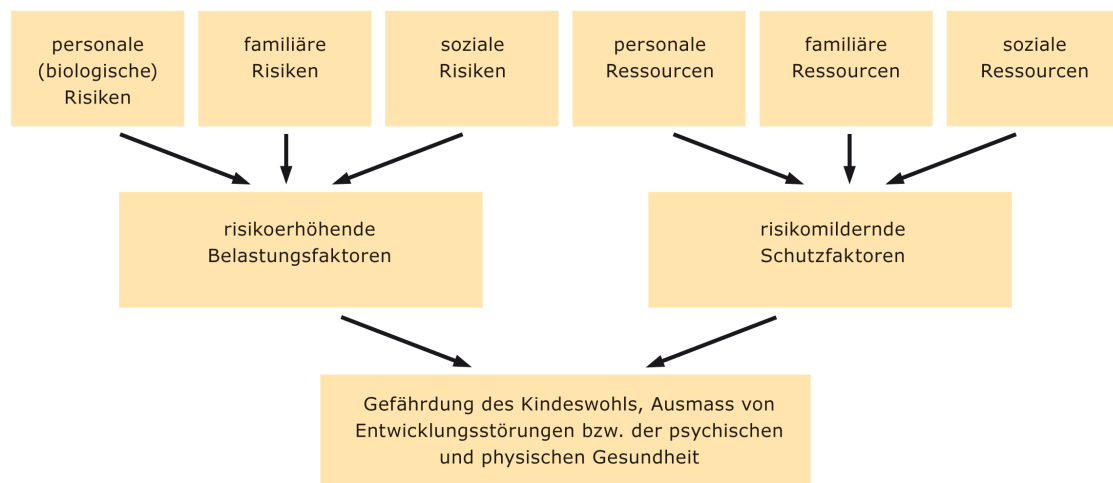 personale
(biologische)
Risiken
familiäre
Risiken
soziale
Risiken
personale
Ressourcen
familiäre
Ressourcen
soziale
Ressourcen
risikoerhöhende
Belastungsfaktoren
risikomildernde
Schutzfaktoren
Gefährdung des Kindeswohls, Ausmass von
Entwicklungsstörungen bzw. der psychischen
und physischen Gesundheit